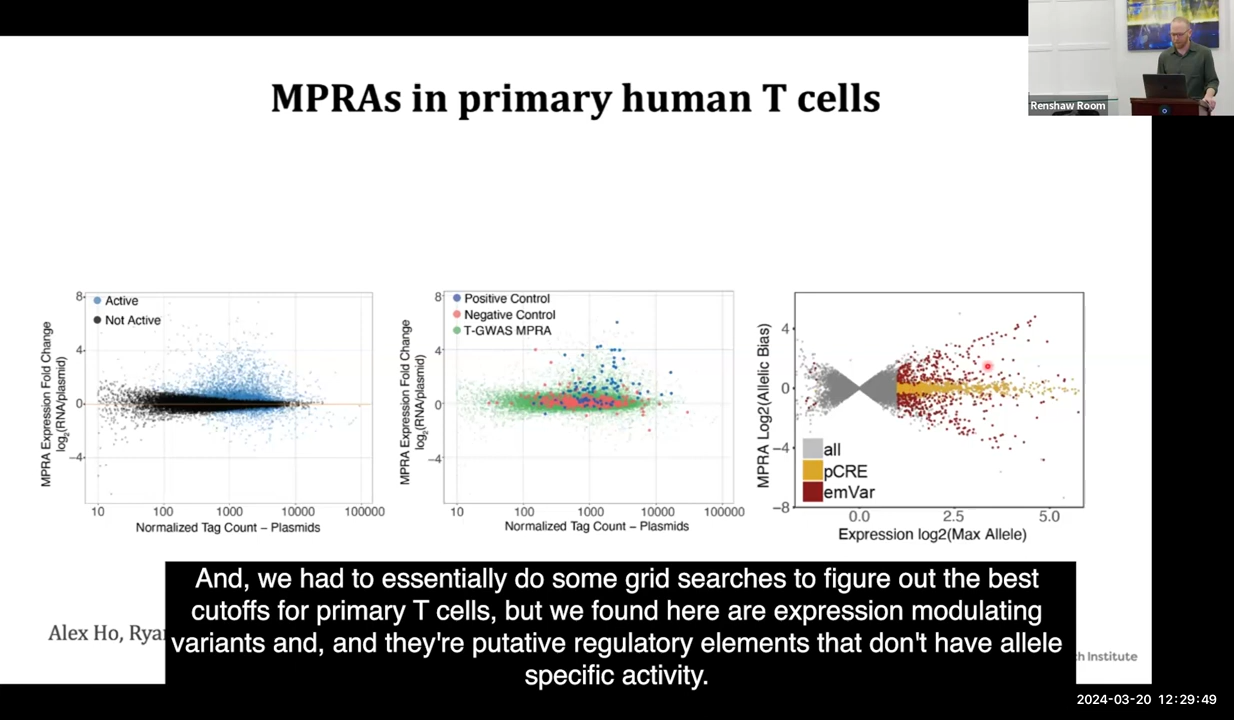 MPRAs in primary human T cells
Renshaw Room
8
4
0
−4
10
100
1000
10000
100000
Active
Not Active
MPRA Expression Fold Change
log2(RNA/plasmid)
Normalized Tag Count – Plasmids
8
4
0
−4
10
100
1000
10000
100000
Positive Control
Negative Control
T-GWAS MPRA
MPRA Expression Fold Change
log2(RNA/plasmid)
Normalized Tag Count – Plasmids
4
0
−4
−8
0.0
2.5
5.0
all
pCRE
emVar
MPRA Log2(Allelic Bias)
Expression log2(Max Allele)
And, we had to essentially do some grid searches to figure out the best
cutoffs for primary T cells, but we found here are expression modulating
variants and, and they're putative regulatory elements that don't have allele
specific activity.
Alex Ho,
Institute
2024-03-20 12:29:49